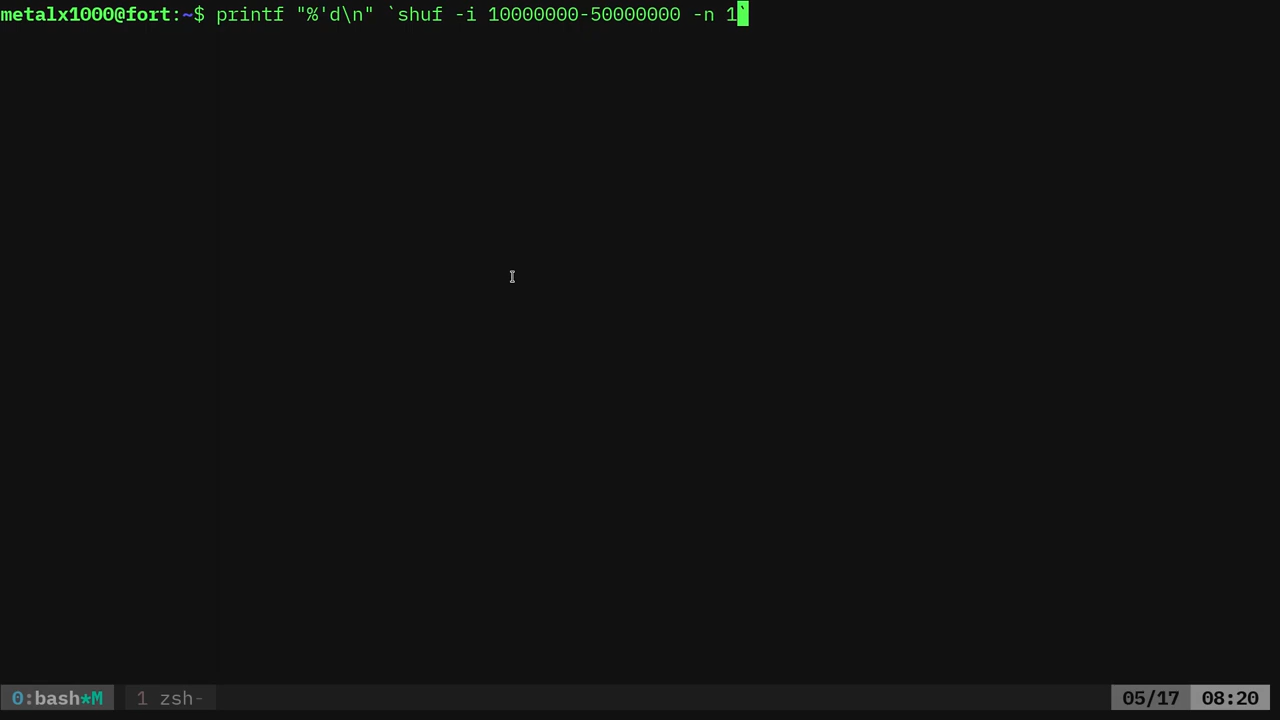 metalx1000@fort:~$ printf "%'d\n" `shuf -i 10000000-50000000 -n 1`
0:bash*M 1 zsh- 05/17 08:20